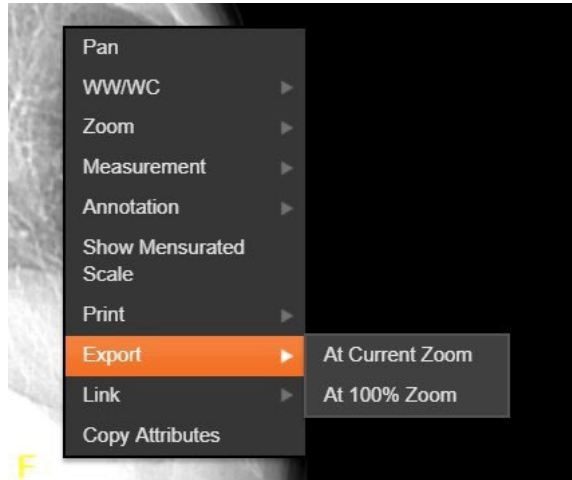 Pan
WW/WC
Zoom
Measurement
Annotation
Show Mensurated
Scale
Print
Export
At Current Zoom
Link
At 100% Zoom
Copy Attributes
F